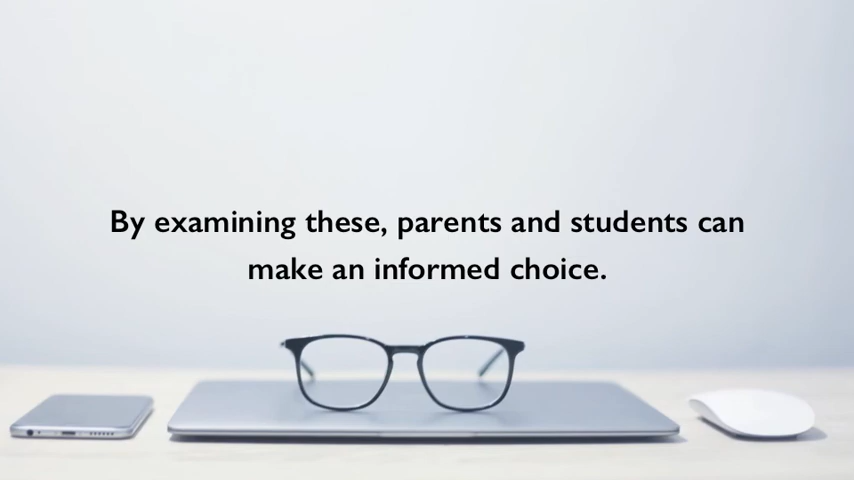 By examining these, parents and students can
make an informed choice.